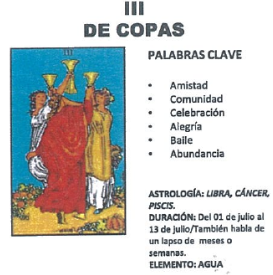 III
DE COPAS
PALABRAS CLAVE
• Amistad
• Comunidad
• Celebración
• Alegría
• Baile
• Abundancia
ASTROLOGÍA: LIBRA, CÁNCER,
PISCIS.
DURACIÓN: Del 01 de julio al
13 de julio/También habla de
un lapso de meses o
semanas.
ELEMENTO: AGUA